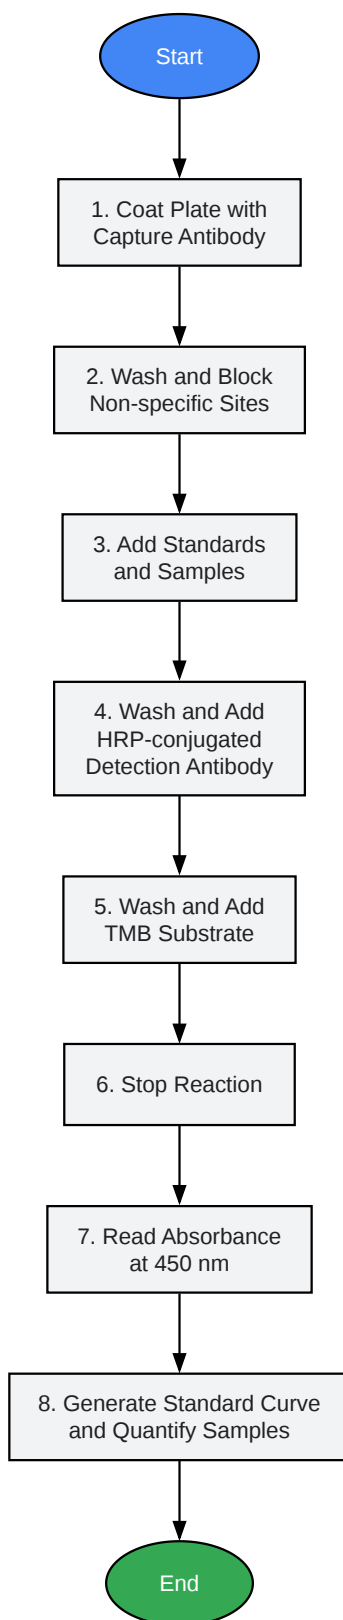 Start
1. Coat Plate with
Capture Antibody
2. Wash and Block
Non-specific Sites
3. Add Standards
and Samples
4. Wash and Add
HRP-conjugated
Detection Antibody
5. Wash and Add
TMB Substrate
6. Stop Reaction
7. Read Absorbance
at 450 nm
8. Generate Standard Curve
and Quantify Samples
End